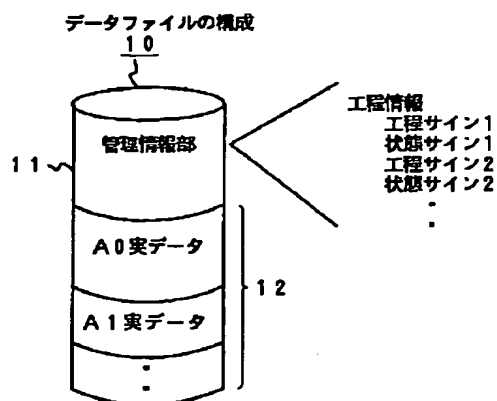 データファイルの構成
10
管理情報部
11
工程情報
工程サイン1
状態サイン1
工程サイン2
状態サイン2
A0実データ
12
A1実データ